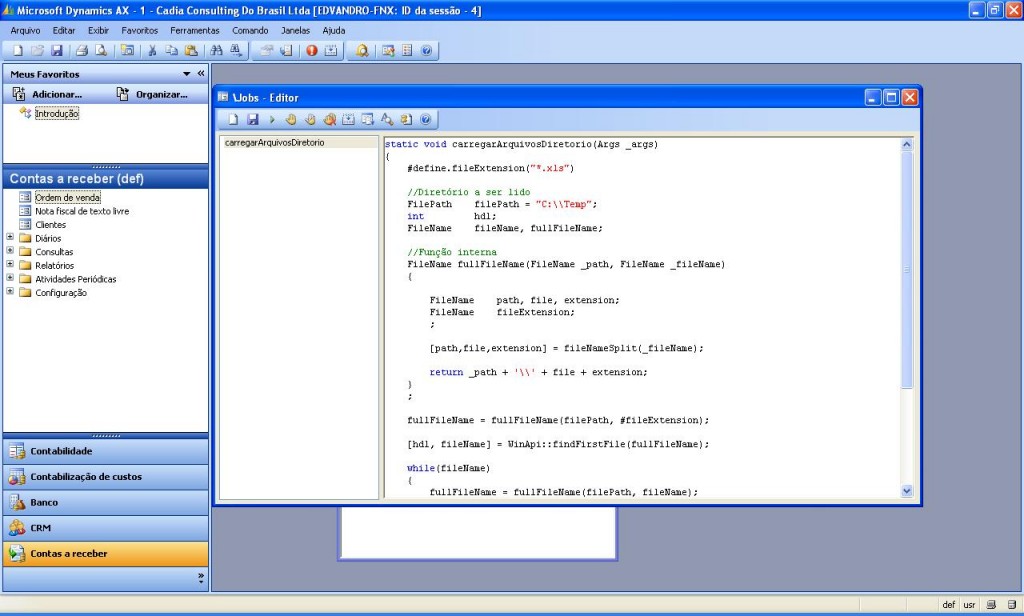 Microsoft Dynamics AX - 1 - Cadia Consulting Do Brasil Ltda [EDVANDRO-FNX: ID da sessão - 4]
Arquivo Editar Exibir Favoritos Ferramentas Comando Janelas Ajuda
Meus Favoritos
Adicionar... Organizar...
Introdução
Contas a receber (def)
Ordem de venda
Nota fiscal de texto livre
Clientes
Diários
Consultas
Relatórios
Atividades Periódicas
Configuração
Contabilidade
Contabilização de custos
Banco
CRM
Contas a receber
\Jobs - Editor
carregarArquivosDiretorio
static void carregarArquivosDiretorio(Args _args)
{
#define.fileExtension("*.xls")
//Diretório a ser lido
FilePath filePath = "C:\\Temp";
int hdl;
FileName fileName, fullFileName;
//Função interna
FileName fullFileName(FileName _path, FileName _fileName)
{
FileName path, file, extension;
FileName fileExtension;
;
[path,file,extension] = fileNameSplit(_fileName);
return _path + '\\' + file + extension;
}
;
fullFileName = fullFileName(filePath, #fileExtension);
[hdl, fileName] = WinApi::findFirstFile(fullFileName);
while(fileName)
{
fullFileName = fullFileName(filePath, fileName);
def usr